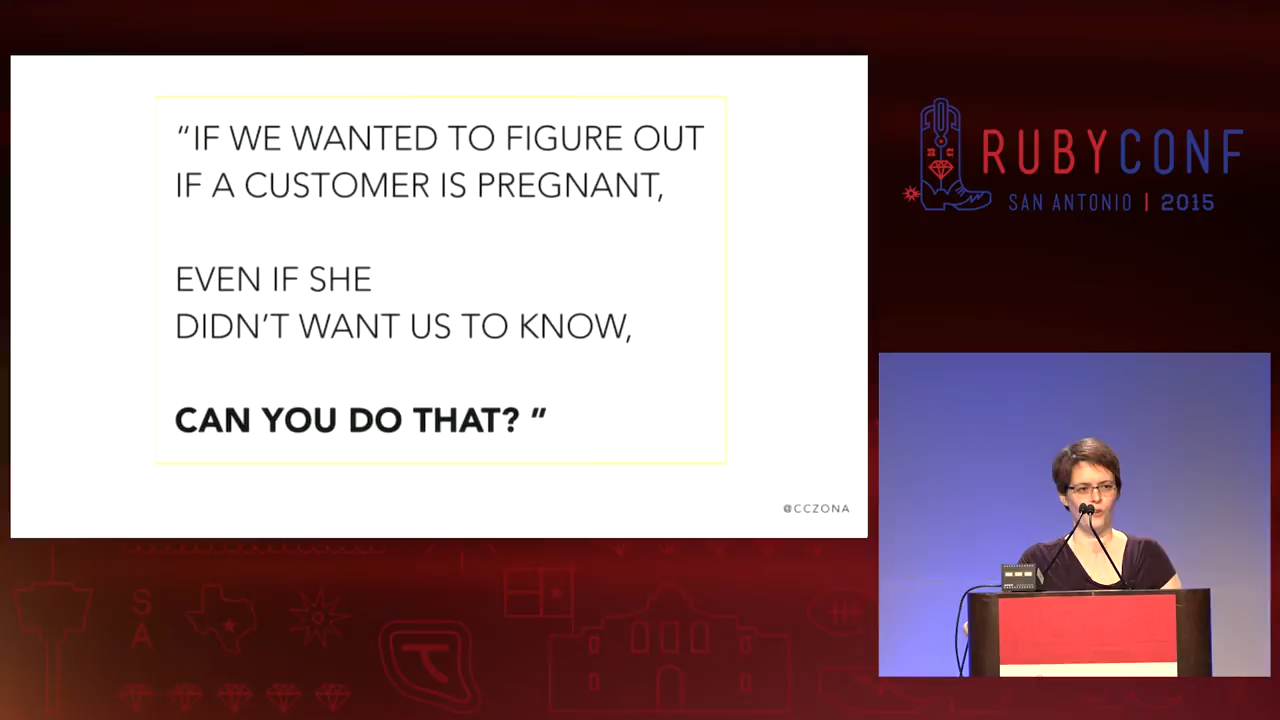 “IF WE WANTED TO FIGURE OUT
IF A CUSTOMER IS PREGNANT,
EVEN IF SHE
DIDN’T WANT US TO KNOW,
CAN YOU DO THAT? ”
@CCZONA
RUBYCONF
SAN ANTONIO | 2015
S
A